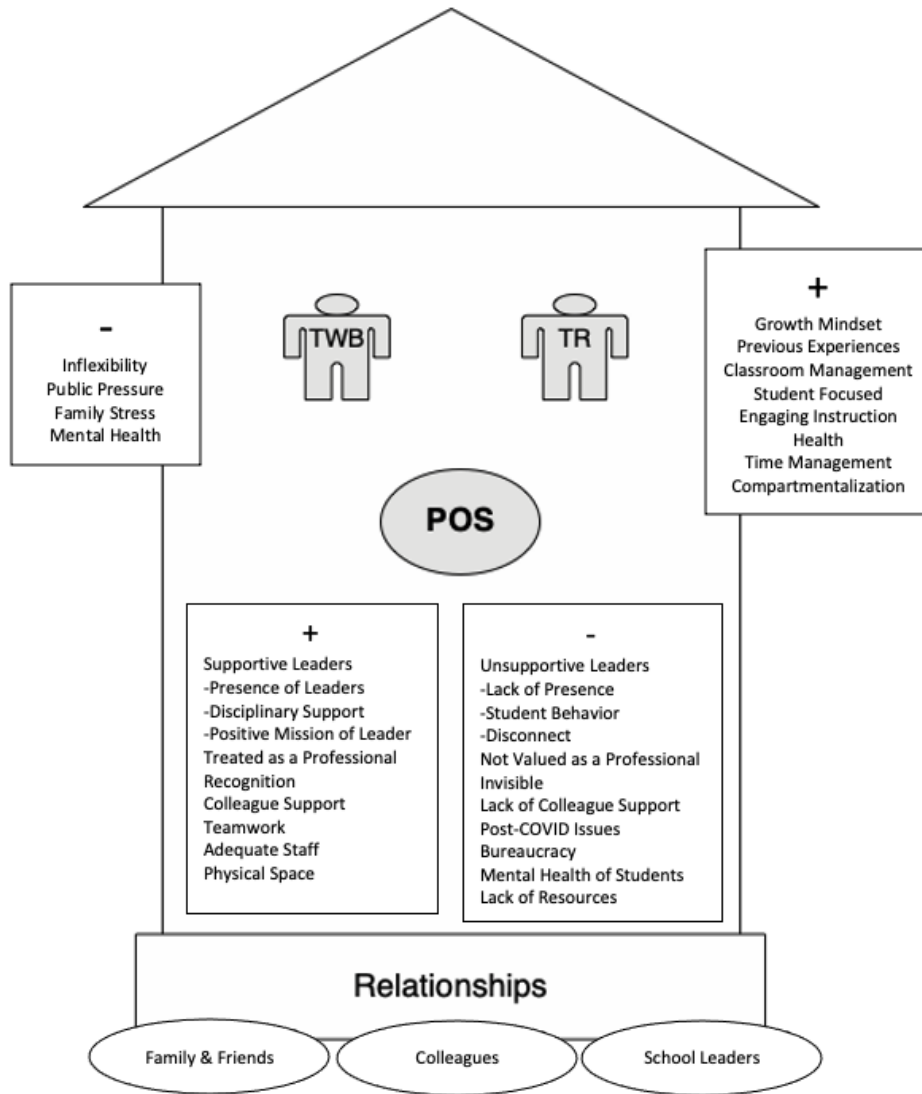 -
Inflexibility
Public Pressure
Family Stress
Mental Health
TWB
TR
+
Growth Mindset
Previous Experiences
Classroom Management
Student Focused
Engaging Instruction
Health
Time Management
Compartmentalization
POS
+
Supportive Leaders
-Presence of Leaders
-Disciplinary Support
-Positive Mission of Leader
Treated as a Professional
Recognition
Colleague Support
Teamwork
Adequate Staff
Physical Space
-
Unsupportive Leaders
-Lack of Presence
-Student Behavior
-Disconnect
Not Valued as a Professional
Invisible
Lack of Colleague Support
Post-COVID Issues
Bureaucracy
Mental Health of Students
Lack of Resources
Relationships
Family & Friends
Colleagues
School Leaders